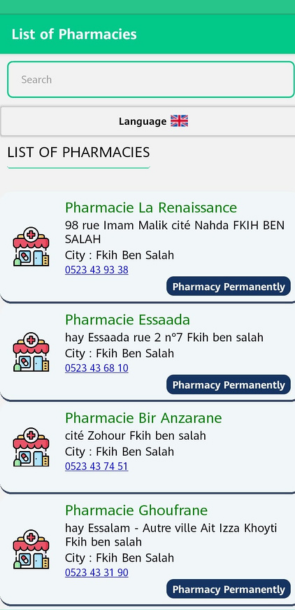 List of Pharmacies
Search
Language
LIST OF PHARMACIES
Pharmacie La Renaissance
98 rue Imam Malik cité Nahda FKIH BEN
SALAH
City : Fkih Ben Salah
0523 43 93 38
Pharmacy Permanently
Pharmacie Essaada
hay Essaada rue 2 n°7 Fkih ben salah
City : Fkih Ben Salah
0523 43 68 10
Pharmacy Permanently
Pharmacie Bir Anzarane
cité Zohour Fkih ben salah
City : Fkih Ben Salah
0523 43 74 51
Pharmacie Ghoufrane
hay Essalam - Autre ville Ait Izza Khoyti
Fkih ben salah
City : Fkih Ben Salah
0523 43 31 90
Pharmacy Permanently